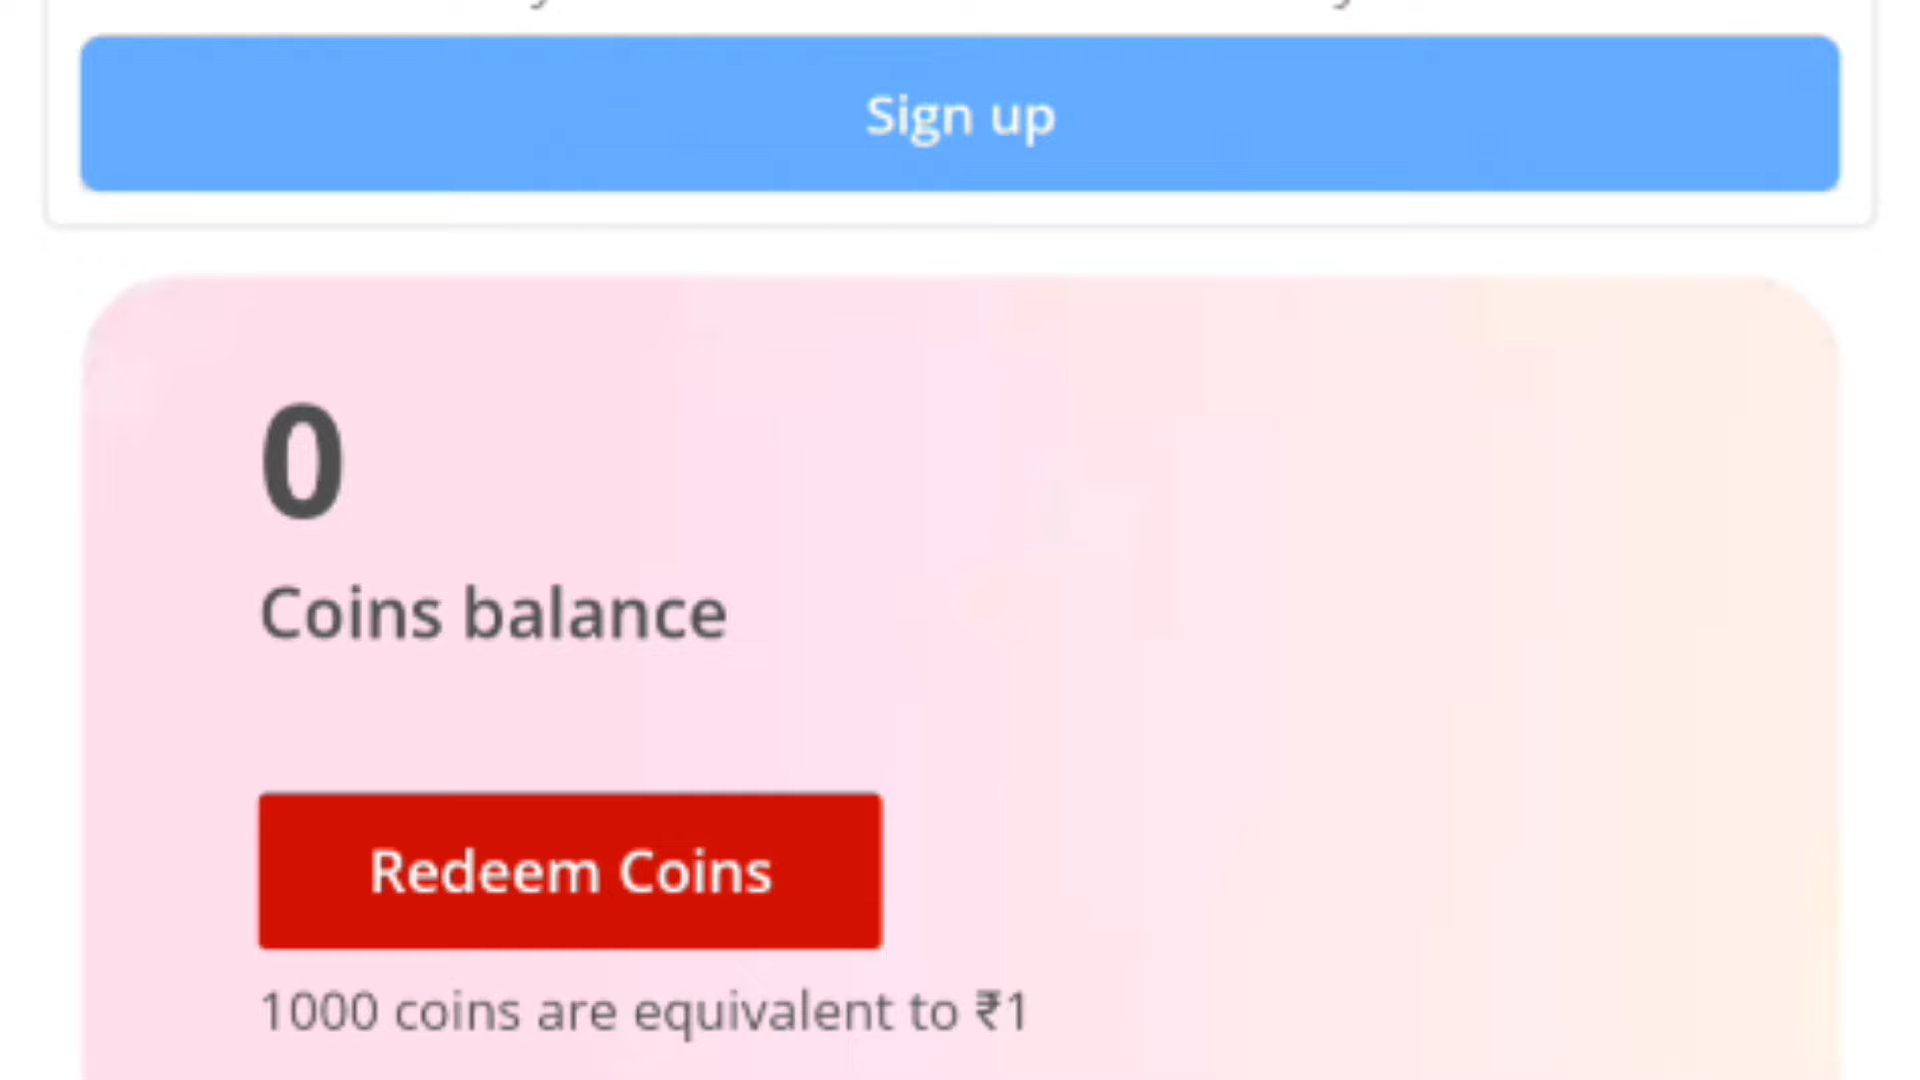 Sign up
0
Coins balance
Redeem Coins
1000 coins are equivalent to ₹1